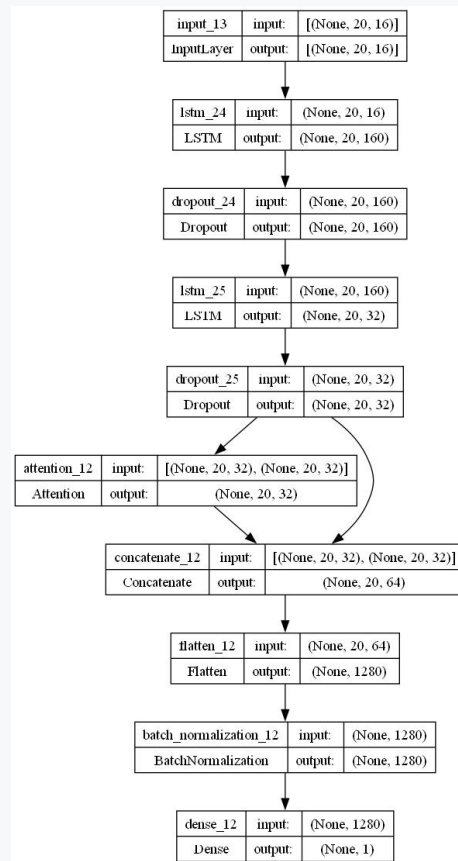 input_13 input: [(None, 20, 16)]
InputLayer output: [(None, 20, 16)]
lstm_24 input: (None, 20, 16)
LSTM output: (None, 20, 160)
dropout_24 input: (None, 20, 160)
Dropout output: (None, 20, 160)
lstm_25 input: (None, 20, 160)
LSTM output: (None, 20, 32)
dropout_25 input: (None, 20, 32)
Dropout output: (None, 20, 32)
attention_12 input: [(None, 20, 32), (None, 20, 32)]
Attention output: (None, 20, 32)
concatenate_12 input: [(None, 20, 32), (None, 20, 32)]
Concatenate output: (None, 20, 64)
flatten_12 input: (None, 20, 64)
Flatten output: (None, 1280)
batch_normalization_12 input: (None, 1280)
BatchNormalization output: (None, 1280)
dense_12 input: (None, 1280)
Dense output: (None, 1)